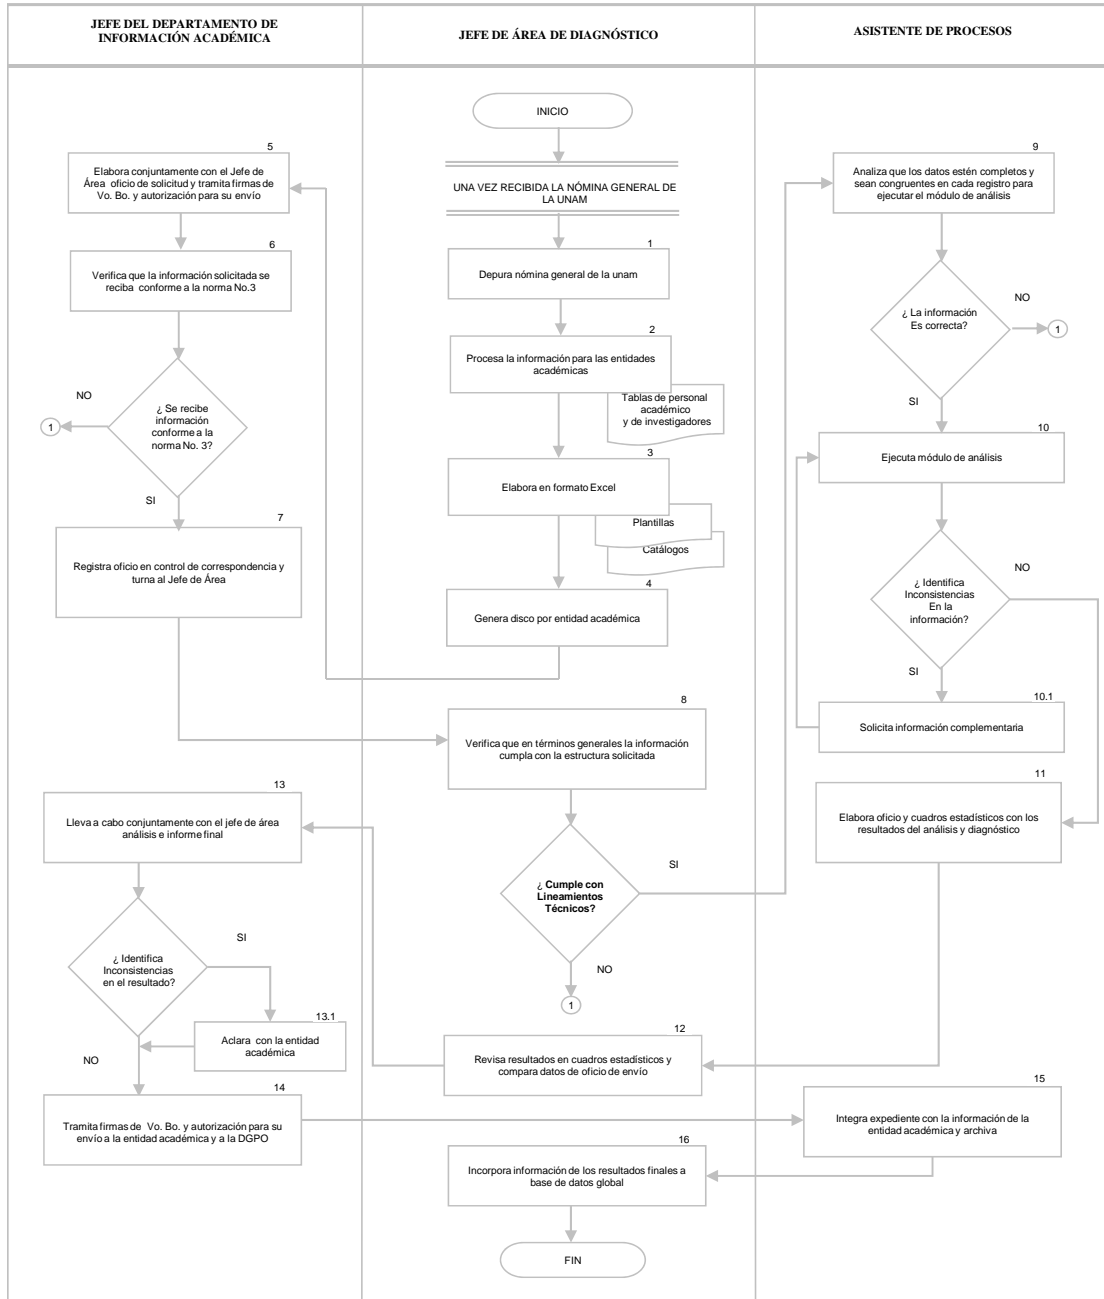 JEFE DEL DEPARTAMENTO DE
INFORMACIÓN ACADÉMICA
JEFE DE ÁREA DE DIAGNÓSTICO
ASISTENTE DE PROCESOS
INICIO
UNA VEZ RECIBIDA LA NÓMINA GENERAL DE
LA UNAM
1
Depura nómina general de la unam
2
Procesa la información para las entidades
académicas
Tablas de personal
académico
y de investigadores
3
Elabora en formato Excel
Plantillas
Catálogos
4
Genera disco por entidad académica
5
Elabora conjuntamente con el Jefe de
Área oficio de solicitud y tramita firmas de
Vo. Bo. y autorización para su envío
6
Verifica que la información solicitada se
reciba conforme a la norma No.3
¿ Se recibe
información
conforme a la
norma No. 3?
NO
1
SI
7
Registra oficio en control de correspondencia y
turna al Jefe de Área
8
Verifica que en términos generales la información
cumpla con la estructura solicitada
¿ Cumple con
Lineamientos
Técnicos?
SI
NO
1
9
Analiza que los datos estén completos y
sean congruentes en cada registro para
ejecutar el módulo de análisis
¿ La información
Es correcta?
NO
1
SI
10
Ejecuta módulo de análisis
¿ Identifica
Inconsistencias
En la
información?
NO
SI
10.1
Solicita información complementaria
11
Elabora oficio y cuadros estadísticos con los
resultados del análisis y diagnóstico
12
Revisa resultados en cuadros estadísticos y
compara datos de oficio de envío
13
Lleva a cabo conjuntamente con el jefe de área
análisis e informe final
¿ Identifica
Inconsistencias
en el resultado?
SI
13.1
Aclara con la entidad
académica
NO
14
Tramita firmas de Vo. Bo. y autorización para su
envío a la entidad académica y a la DGPO
15
Integra expediente con la información de la
entidad académica y archiva
16
Incorpora información de los resultados finales a
base de datos global
FIN